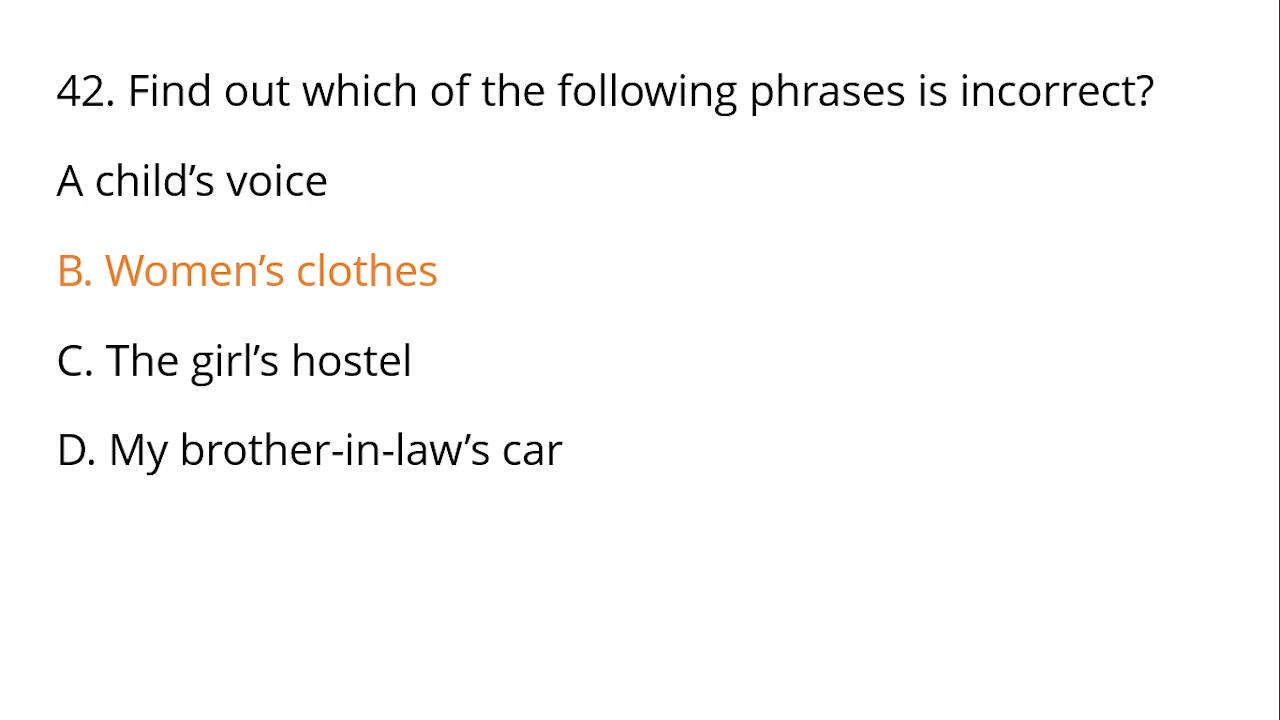 42. Find out which of the following phrases is incorrect?
A child’s voice
B. Women’s clothes
C. The girl’s hostel
D. My brother-in-law’s car